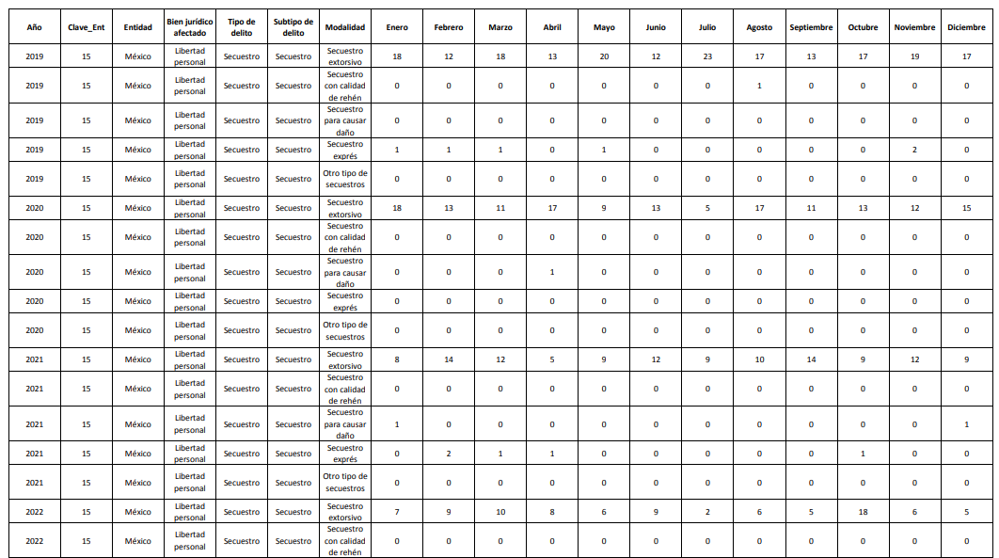 Año Clave_Ent Entidad Bien jurídico afectado Tipo de delito Subtipo de delito Modalidad Enero Febrero Marzo Abril Mayo Junio Julio Agosto Septiembre Octubre Noviembre Diciembre
2019 15 México Libertad personal Secuestro Secuestro Secuestro extorsivo 18 12 18 13 20 12 23 17 13 17 19 17
2019 15 México Libertad personal Secuestro Secuestro Secuestro con calidad de rehén 0 0 0 0 0 0 0 1 0 0 0 0
2019 15 México Libertad personal Secuestro Secuestro Secuestro para causar daño 0 0 0 0 0 0 0 0 0 0 0 0
2019 15 México Libertad personal Secuestro Secuestro Secuestro exprés 1 1 1 0 1 0 0 0 0 0 2 0
2019 15 México Libertad personal Secuestro Secuestro Otro tipo de secuestros 0 0 0 0 0 0 0 0 0 0 0 0
2020 15 México Libertad personal Secuestro Secuestro Secuestro extorsivo 18 13 11 17 9 13 5 17 11 13 12 15
2020 15 México Libertad personal Secuestro Secuestro Secuestro con calidad de rehén 0 0 0 0 0 0 0 0 0 0 0 0
2020 15 México Libertad personal Secuestro Secuestro Secuestro para causar daño 0 0 0 1 0 0 0 0 0 0 0 0
2020 15 México Libertad personal Secuestro Secuestro Secuestro exprés 0 0 0 0 0 0 0 0 0 0 0 0
2020 15 México Libertad personal Secuestro Secuestro Otro tipo de secuestros 0 0 0 0 0 0 0 0 0 0 0 0
2021 15 México Libertad personal Secuestro Secuestro Secuestro extorsivo 8 14 12 5 9 12 9 10 14 9 12 9
2021 15 México Libertad personal Secuestro Secuestro Secuestro con calidad de rehén 0 0 0 0 0 0 0 0 0 0 0 0
2021 15 México Libertad personal Secuestro Secuestro Secuestro para causar daño 1 0 0 0 0 0 0 0 0 0 0 1
2021 15 México Libertad personal Secuestro Secuestro Secuestro exprés 0 2 1 1 0 0 0 0 0 1 0 0
2021 15 México Libertad personal Secuestro Secuestro Otro tipo de secuestros 0 0 0 0 0 0 0 0 0 0 0 0
2022 15 México Libertad personal Secuestro Secuestro Secuestro extorsivo 7 9 10 8 6 9 2 6 5 18 6 5
2022 15 México Libertad personal Secuestro Secuestro Secuestro con calidad de rehén 0 0 0 0 0 0 0 0 0 0 0 0